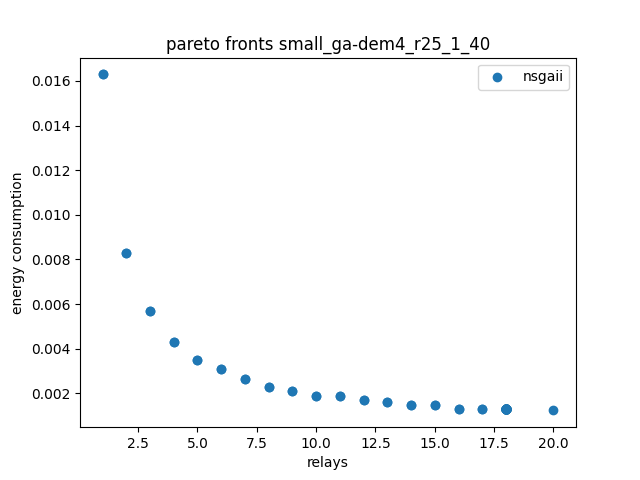 pareto fronts small_ga-dem4_r25_1_40
nsgaii
0.016
0.014
0.012
0.010
0.008
0.006
0.004
0.002
energy consumption
2.5 5.0 7.5 10.0 12.5 15.0 17.5 20.0
relays